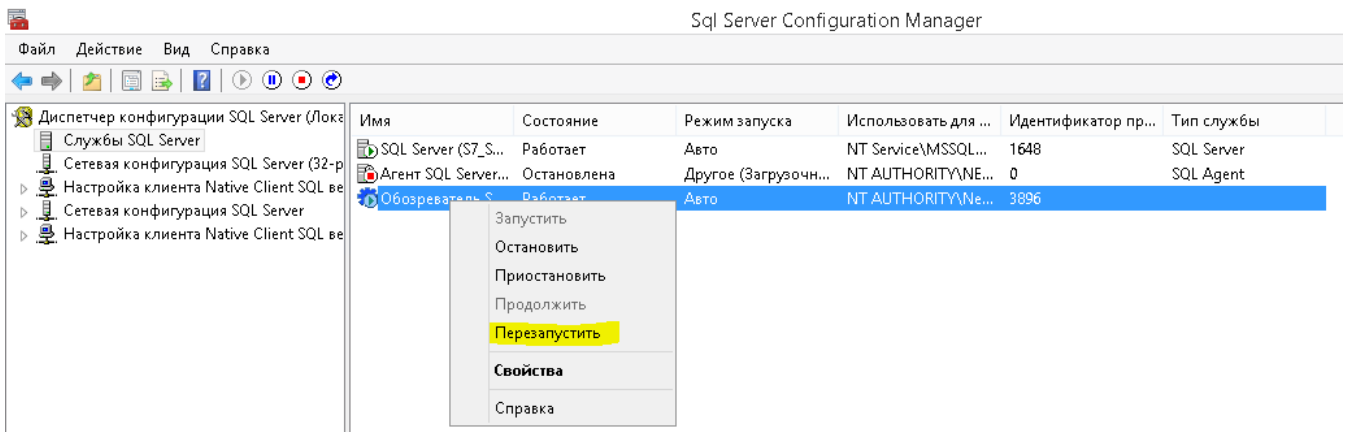 Sql Server Configuration Manager
Файл Действие Вид Справка
Диспетчер конфигурации SQL Server (Лока
Службы SQL Server
Сетевая конфигурация SQL Server (32-р
Настройка клиента Native Client SQL ве
Сетевая конфигурация SQL Server
Настройка клиента Native Client SQL ве
Имя Состояние Режим запуска Использовать для ... Идентификатор пр... Тип службы
SQL Server (S7_S... Работает Авто NT Service\MSSQL... 1648 SQL Server
Агент SQL Server... Остановлена Другое (Загрузочн... NT AUTHORITY\NE... 0 SQL Agent
Обозреватель S... Работает Авто NT AUTHORITY\Ne... 3896
Запустить
Остановить
Приостановить
Продолжить
Перезапустить
Свойства
Справка